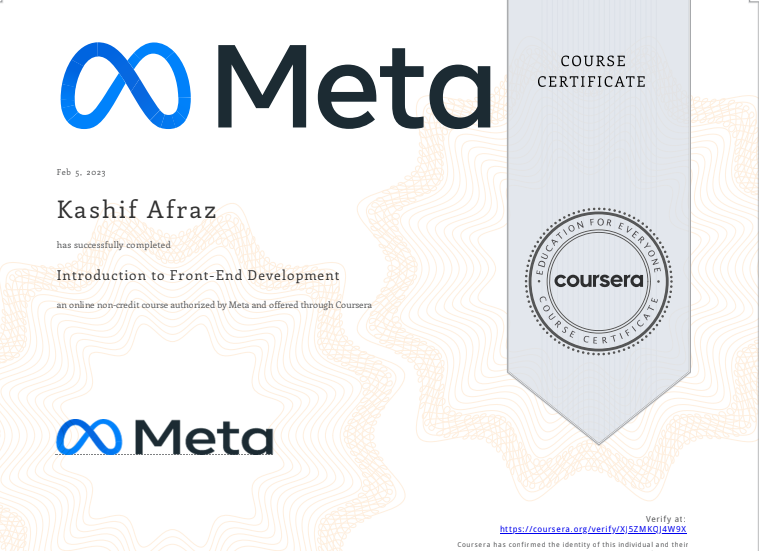 Meta
COURSE
CERTIFICATE
Feb 5, 2023
Kashif Afraz
has successfully completed
Introduction to Front-End Development
an online non-credit course authorized by Meta and offered through Coursera
EDUCATION FOR EVERYONE
coursera
COURSE CERTIFICATE
Meta
Verify at:
https://coursera.org/verify/XJ5ZMKQJ4W9X
Coursera has confirmed the identity of this individual and their